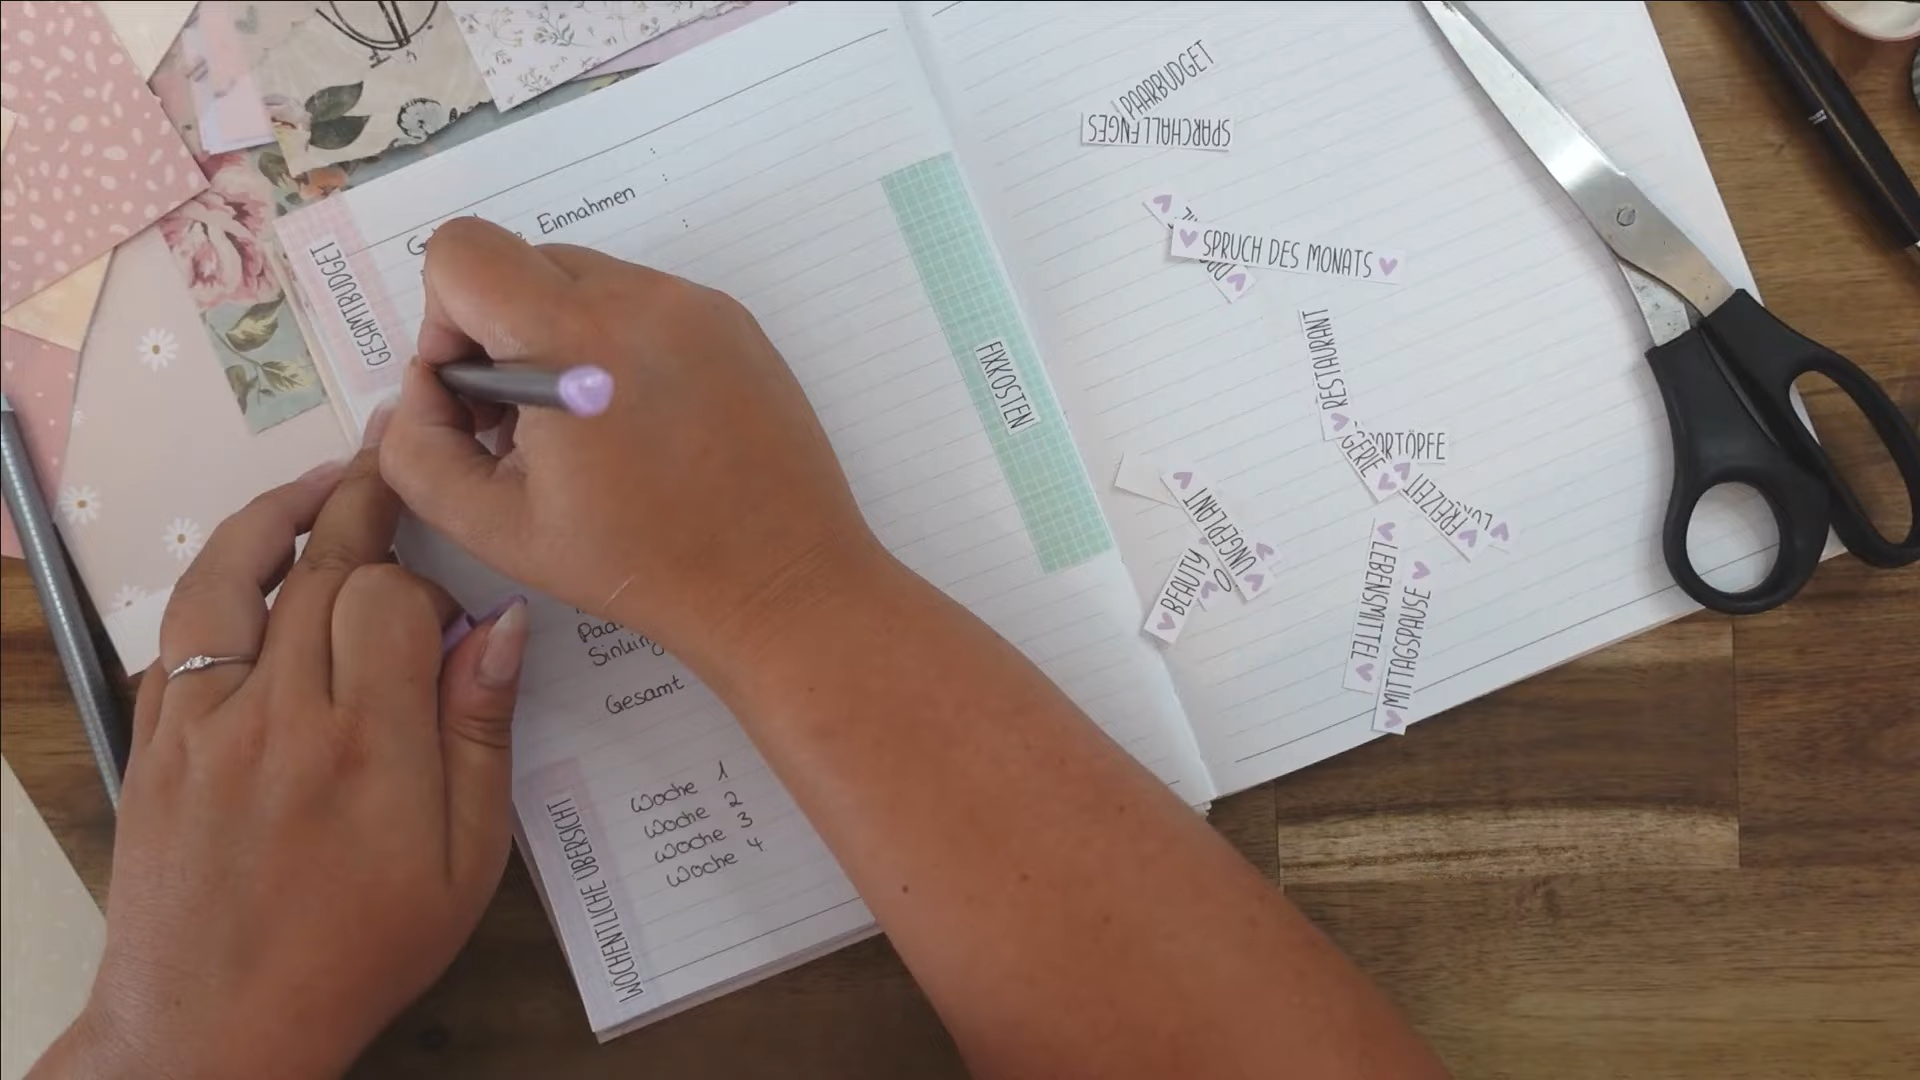 GESAMTBUDGET
Einnahmen
:
:
:
FIXKOSTEN
Gesamt
WÖCHENTLICHE ÜBERSICHT
Woche 1
Woche 2
Woche 3
Woche 4
PAARBUDGET
SPARCHALLENGES
SPRUCH DES MONATS
RESTAURANT
FREIZEIT
UNGEPLANT
BEAUTY
LEBENSMITTEL
MITTAGSPAUSE